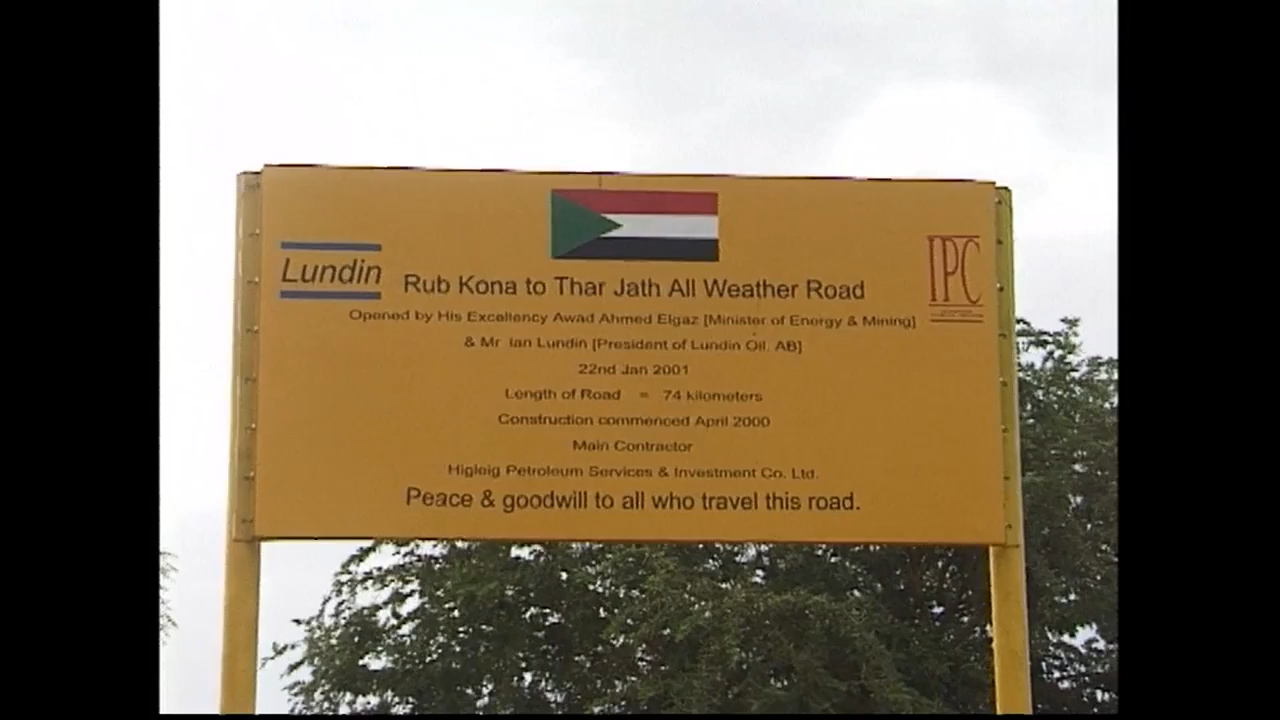 Lundin
IPC
Rub Kona to Thar Jath All Weather Road
Opened by His Excellency Awad Ahmed Elgaz [Minister of Energy & Mining]
& Mr Ian Lundin [President of Lundin Oil. AB]
22nd Jan 2001
Length of Road = 74 kilometers
Construction commenced April 2000
Main Contractor
Higleig Petroleum Services & Investment Co. Ltd.
Peace & goodwill to all who travel this road.